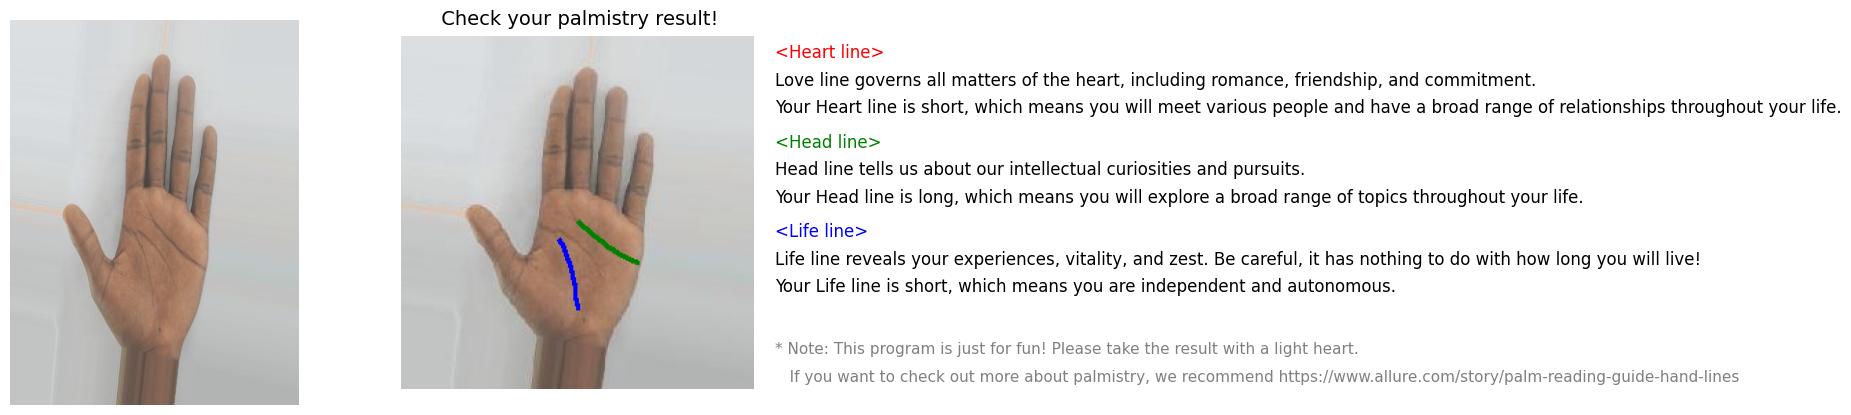 Check your palmistry result!
<Heart line>
Love line governs all matters of the heart, including romance, friendship, and commitment.
Your Heart line is short, which means you will meet various people and have a broad range of relationships throughout your life.
<Head line>
Head line tells us about our intellectual curiosities and pursuits.
Your Head line is long, which means you will explore a broad range of topics throughout your life.
<Life line>
Life line reveals your experiences, vitality, and zest. Be careful, it has nothing to do with how long you will live!
Your Life line is short, which means you are independent and autonomous.
* Note: This program is just for fun! Please take the result with a light heart.
If you want to check out more about palmistry, we recommend https://www.allure.com/story/palm-reading-guide-hand-lines